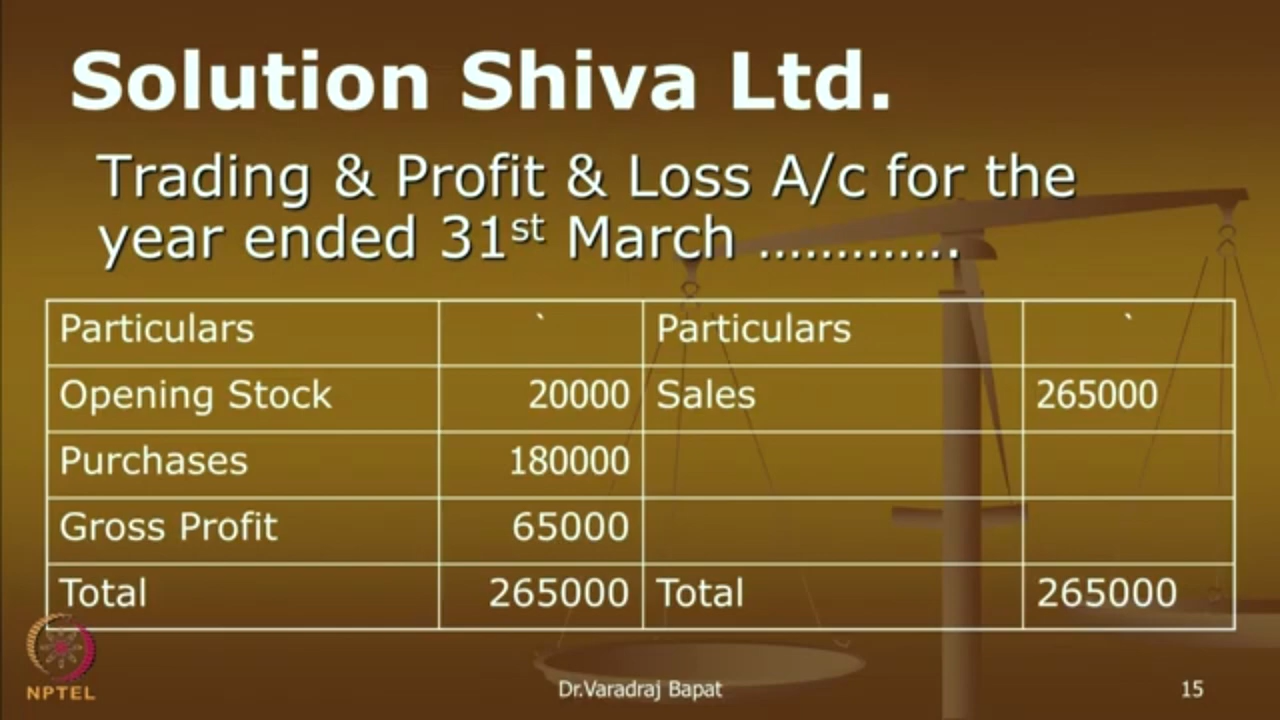 Solution Shiva Ltd.
Trading & Profit & Loss A/c for the
year ended 31st March ………….
Particulars ` Particulars `
Opening Stock 20000 Sales 265000
Purchases 180000
Gross Profit 65000
Total 265000 Total 265000
NPTEL Dr.Varadraj Bapat 15